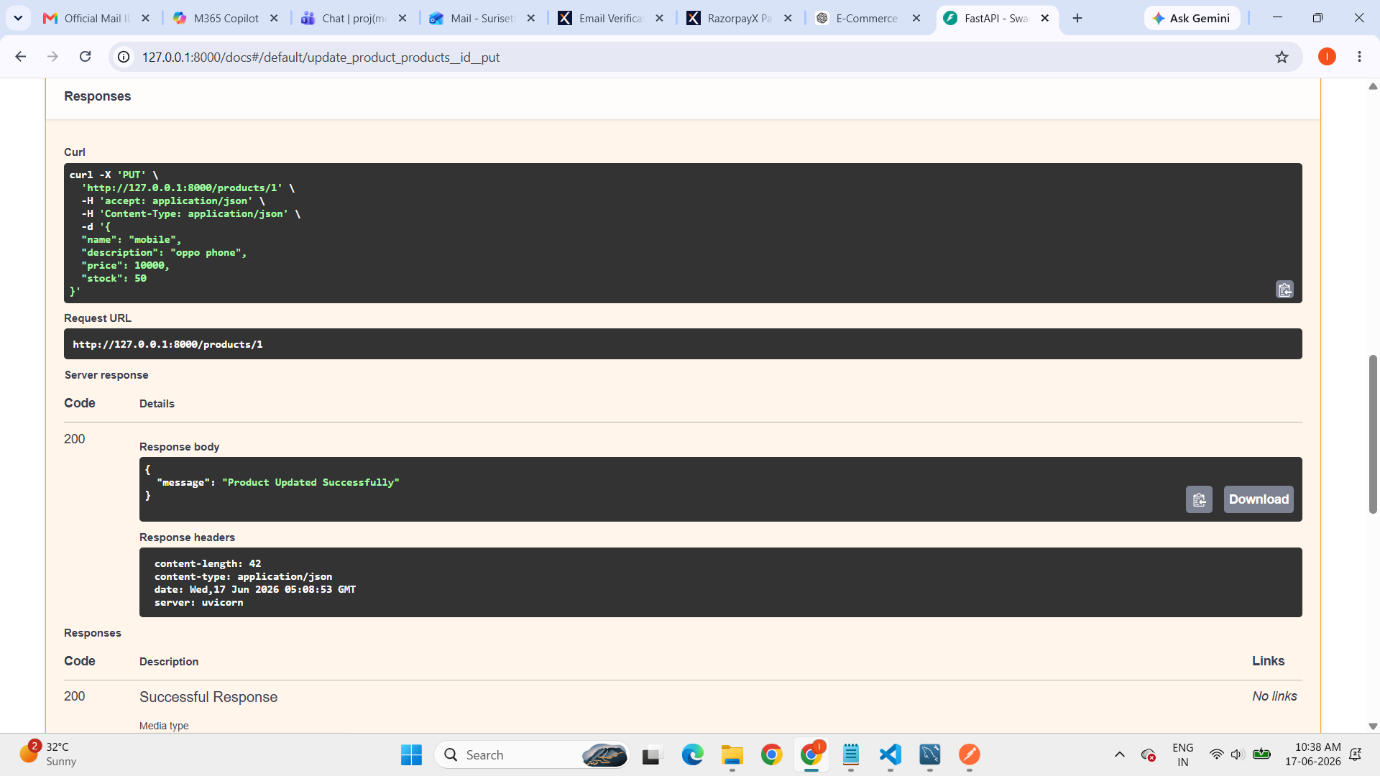 Official Mail I
M365 Copilot
Chat | proj(m
Mail - Suriset
Email Verifica
RazorpayX Pa
E-Commerce
FastAPI - Swa
Ask Gemini
127.0.0.1:8000/docs#/default/update_product_products__id__put
Responses
Curl
curl -X 'PUT' \
'http://127.0.0.1:8000/products/1' \
-H 'accept: application/json' \
-H 'Content-Type: application/json' \
-d '{
"name": "mobile",
"description": "oppo phone",
"price": 10000,
"stock": 50
}'
Request URL
http://127.0.0.1:8000/products/1
Server response
Code Details
200
Response body
{
"message": "Product Updated Successfully"
}
Download
Response headers
content-length: 42
content-type: application/json
date: Wed,17 Jun 2026 05:08:53 GMT
server: uvicorn
Responses
Code Description Links
200 Successful Response No links
Media type
2
32°C
Sunny
Search
ENG
IN
10:38 AM
17-06-2026